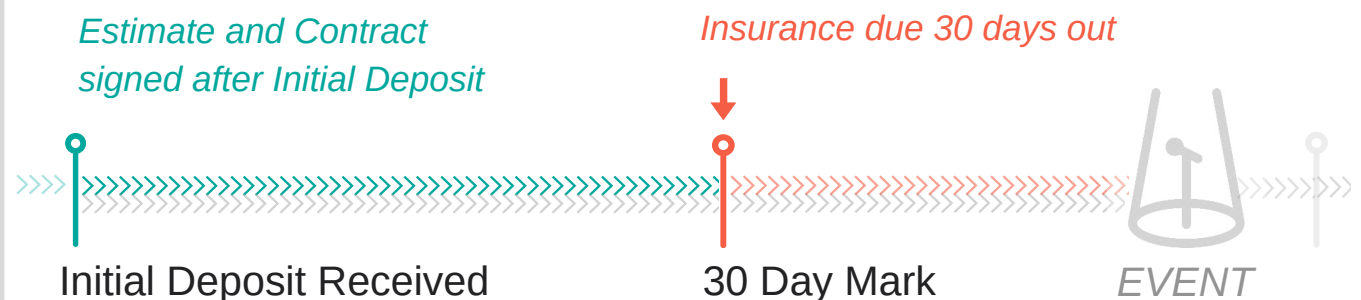 Estimate and Contract
signed after Initial Deposit
Insurance due 30 days out
Initial Deposit Received
30 Day Mark
EVENT